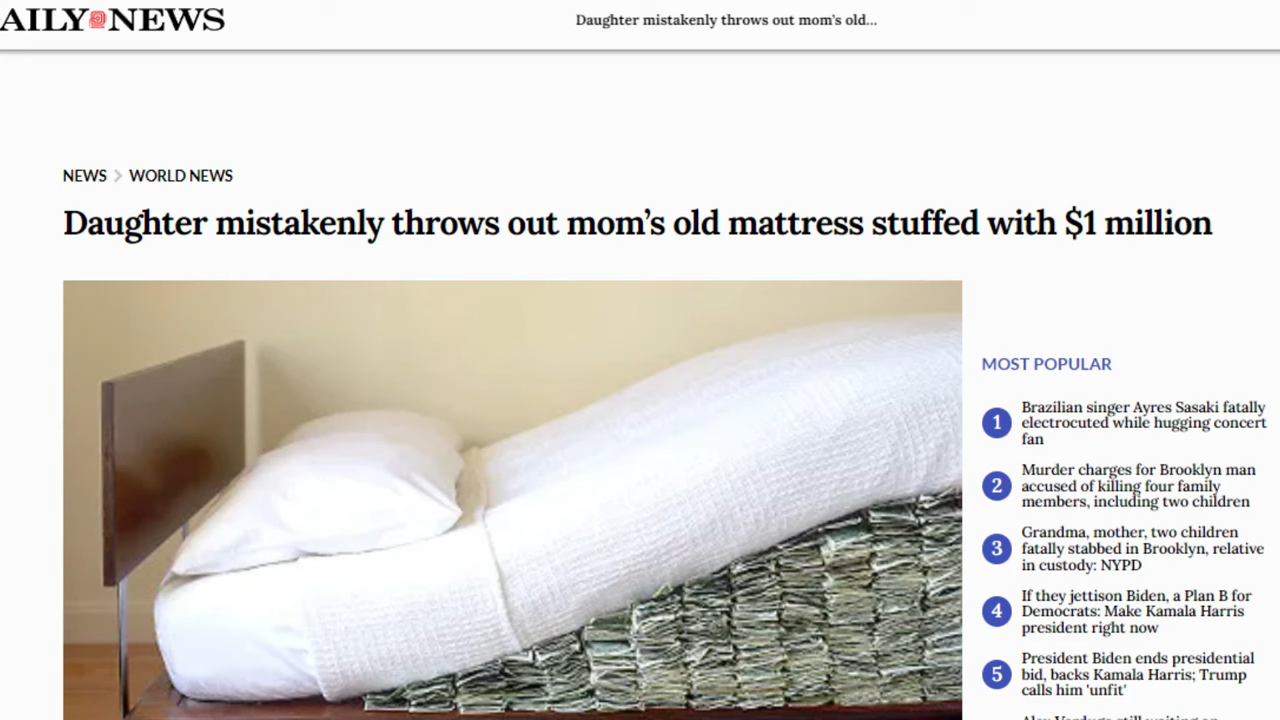 AILY NEWS
Daughter mistakenly throws out mom’s old...
NEWS > WORLD NEWS
Daughter mistakenly throws out mom’s old mattress stuffed with $1 million
MOST POPULAR
1 Brazilian singer Ayres Sasaki fatally
electrocuted while hugging concert
fan
2 Murder charges for Brooklyn man
accused of killing four family
members, including two children
3 Grandma, mother, two children
fatally stabbed in Brooklyn, relative
in custody: NYPD
4 If they jettison Biden, a Plan B for
Democrats: Make Kamala Harris
president right now
5 President Biden ends presidential
bid, backs Kamala Harris; Trump
calls him 'unfit'